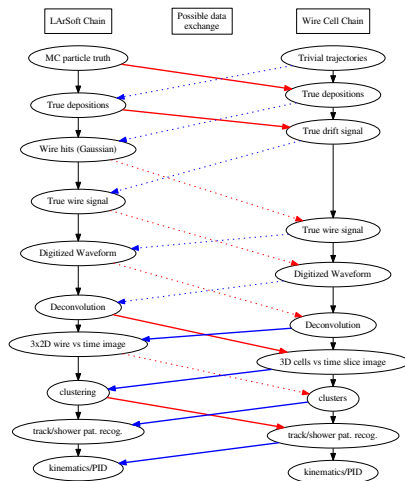 LArSoft Chain
Possible data
exchange
Wire Cell Chain
MC particle truth
Trivial trajectories
True depositions
True depositions
True drift signal
Wire hits (Gaussian)
True wire signal
True wire signal
Digitized Waveform
Digitized Waveform
Deconvolution
Deconvolution
3x2D wire vs time image
3D cells vs time slice image
clustering
clusters
track/shower pat. recog.
track/shower pat. recog.
kinematics/PID
kinematics/PID